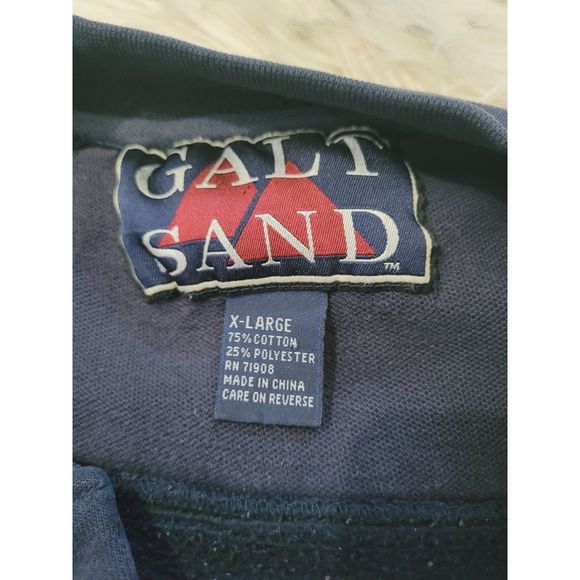 GALT
SAND
TM
X-LARGE
75% COTTON
25% POLYESTER
RN 71908
MADE IN CHINA
CARE ON REVERSE